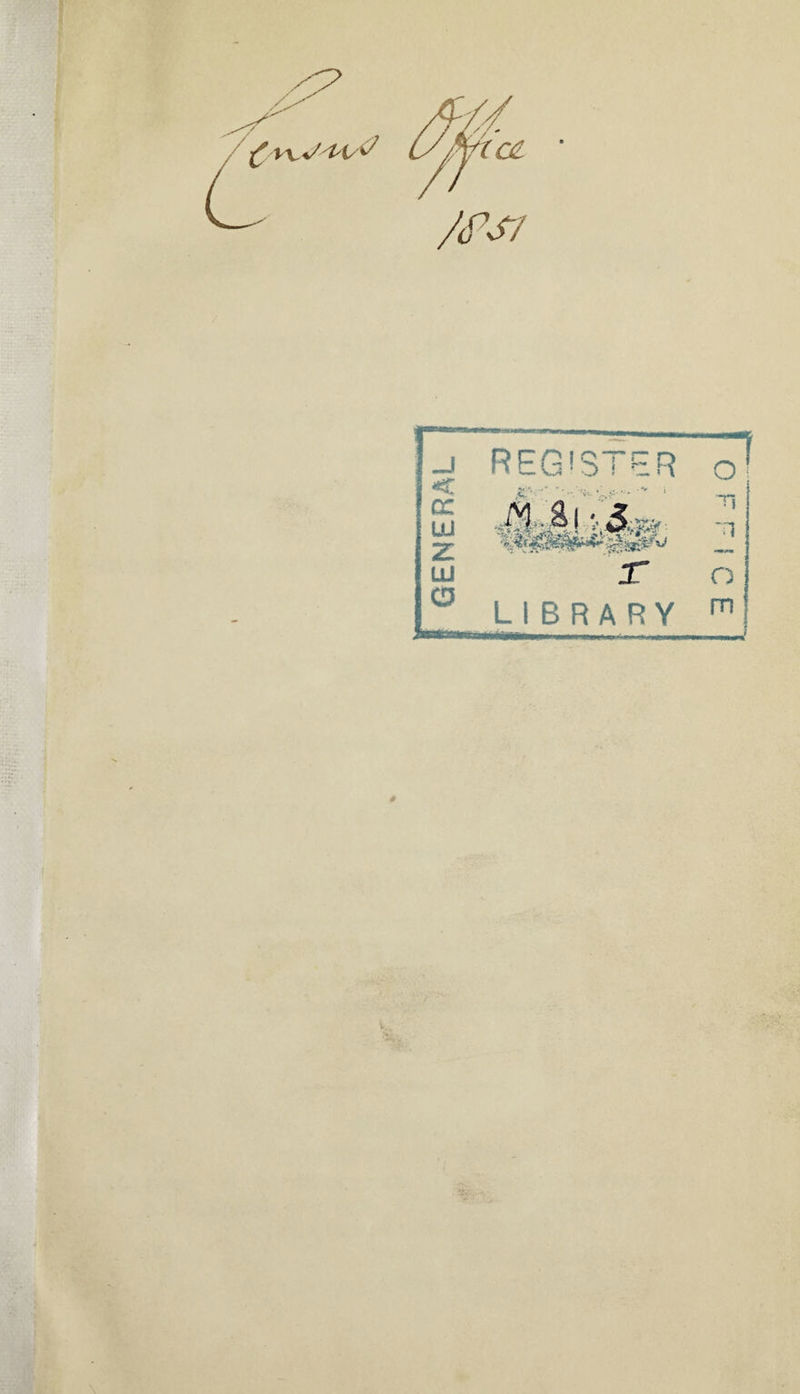 Census Office
1851
REGISTER
GENERAL
OFFICE
M.81.3
I
LIBRARY